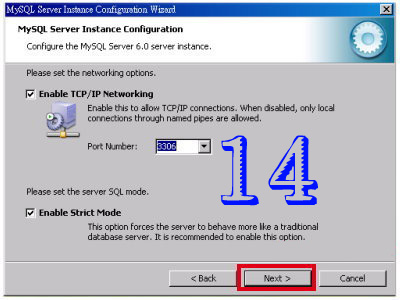 MySQL Server Instance Configuration Wizard
MySQL Server Instance Configuration
Configure the MySQL Server 6.0 server instance.
Please set the networking options.
Enable TCP/IP Networking
Enable this to allow TCP/IP connections. When disabled, only local
connections through named pipes are allowed.
Port Number: 3306
14
Please set the server SQL mode.
Enable Strict Mode
This option forces the server to behave more like a traditional
database server. It is recommended to enable this option.
< Back Next > Cancel